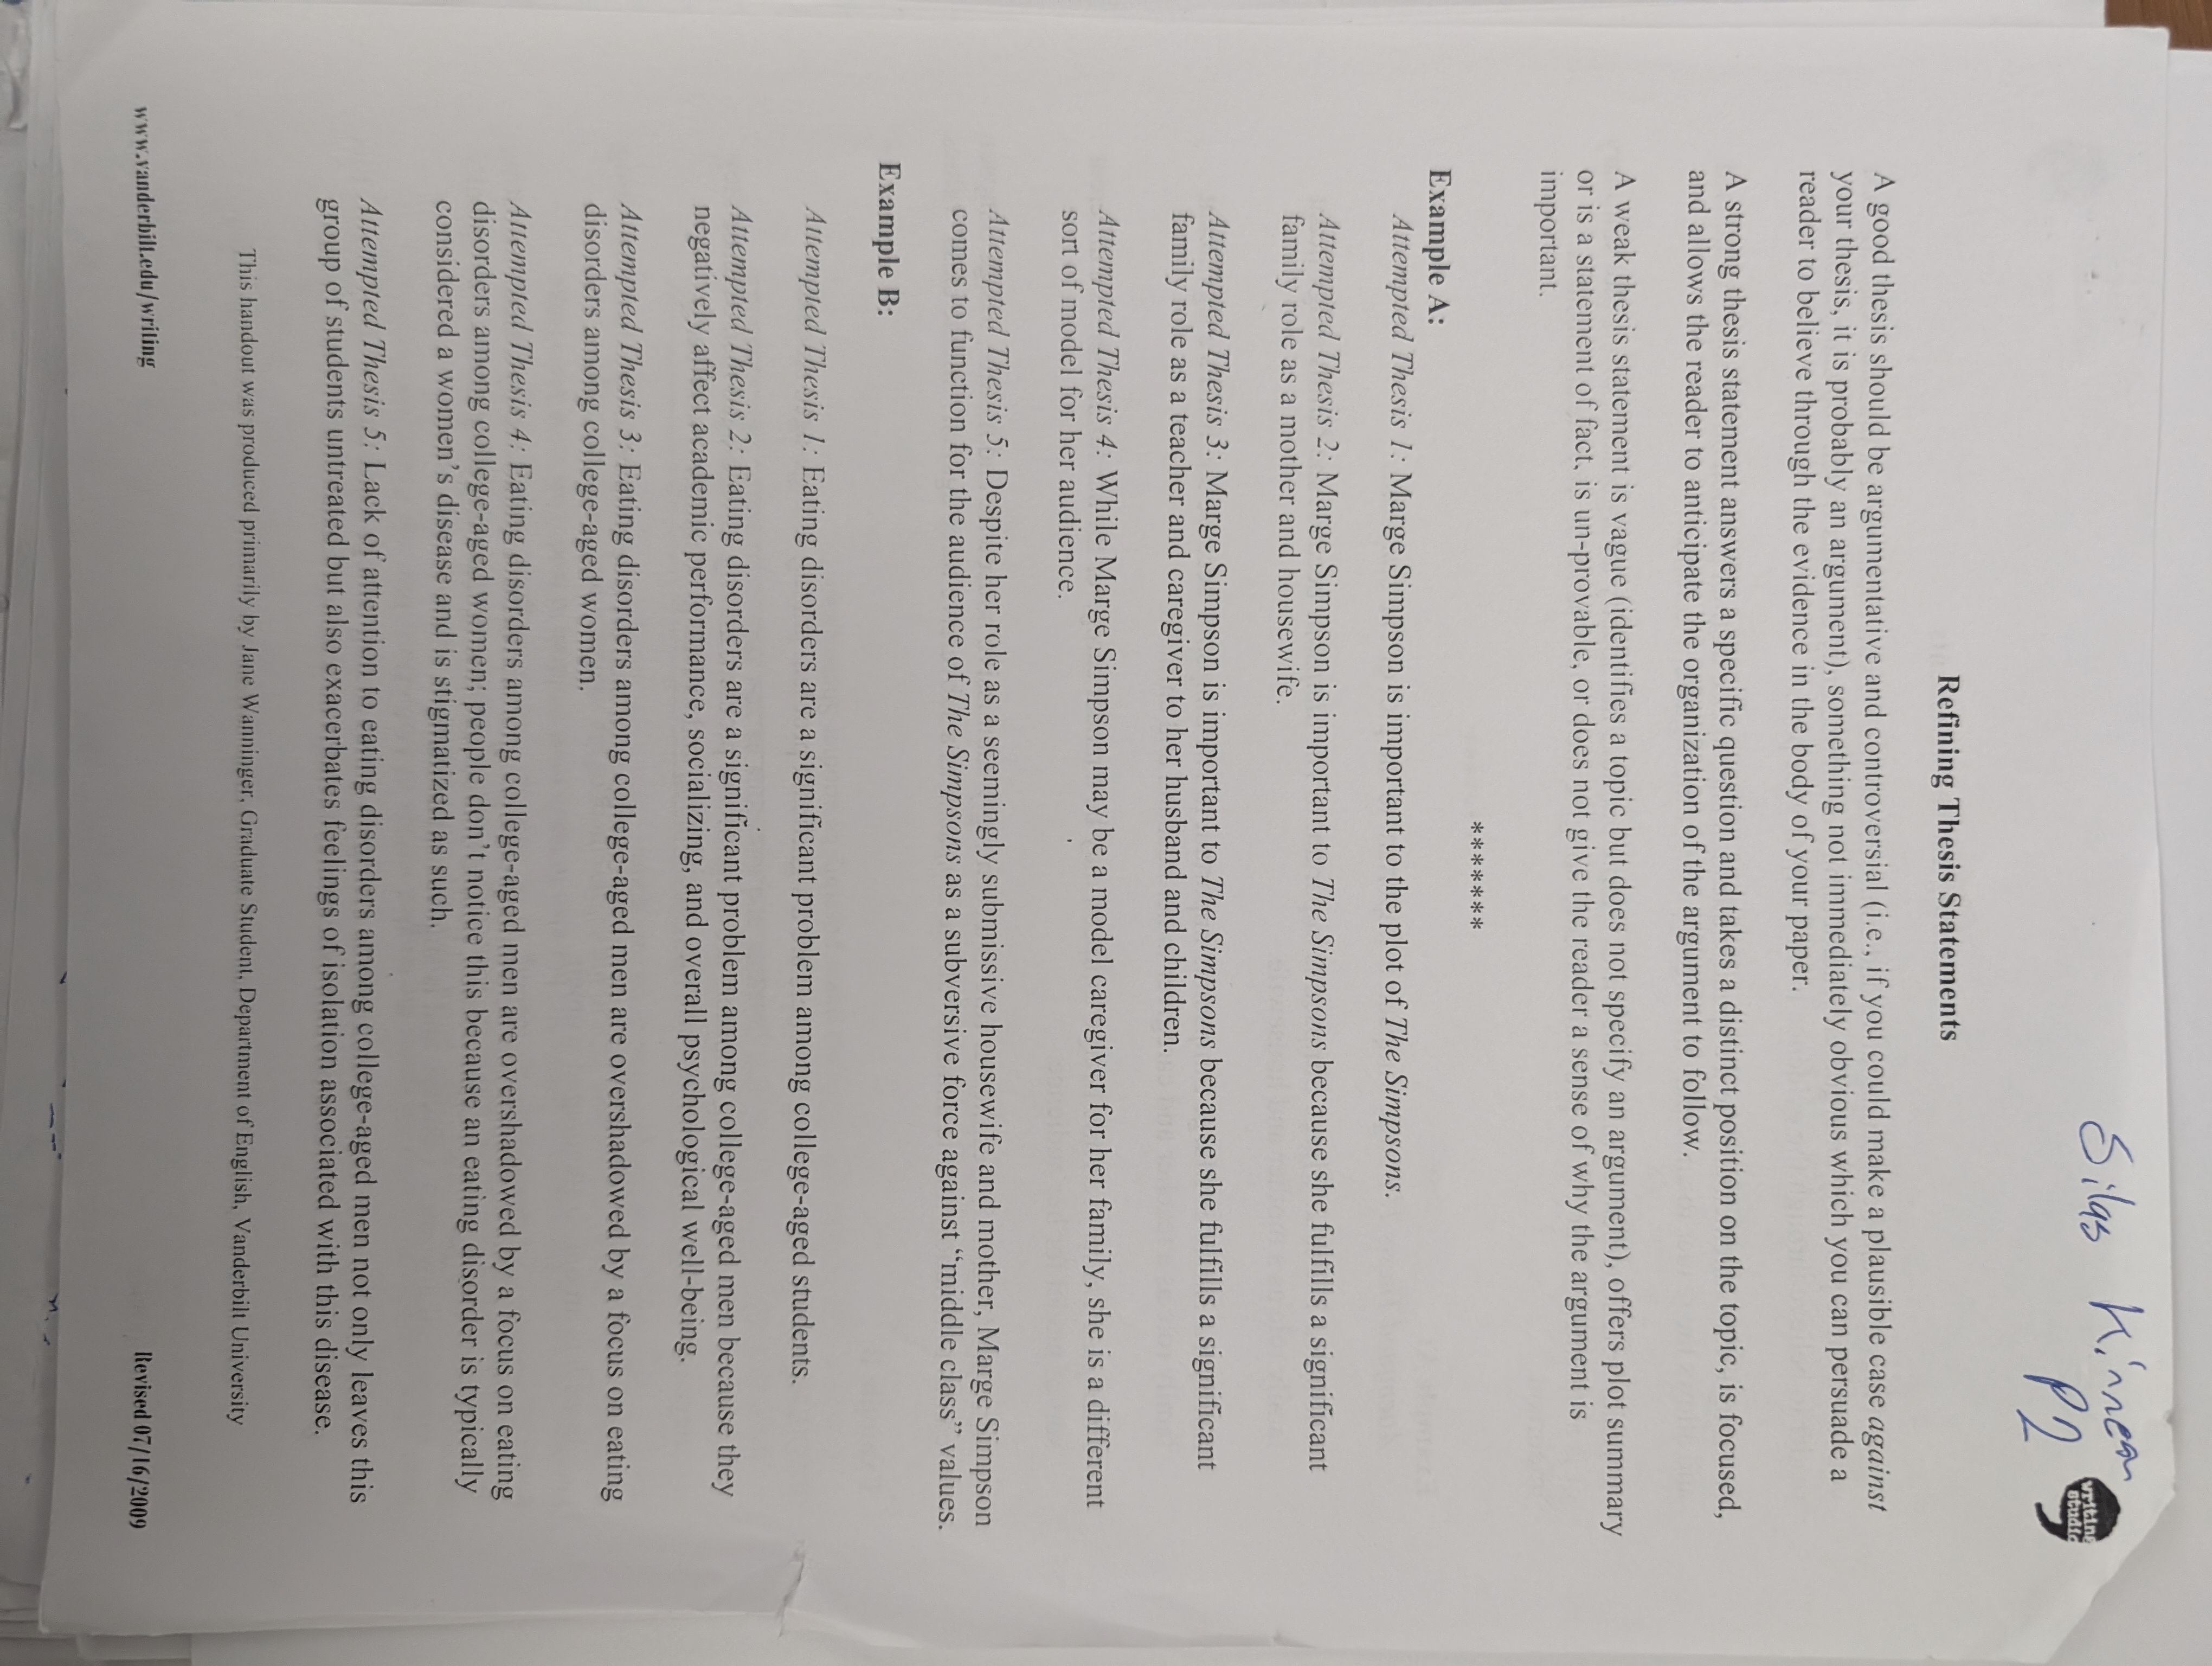 Silas Kinnean
P2
writing
studio
Refining Thesis Statements
A good thesis should be argumentative and controversial (i.e., if you could make a plausible case against
your thesis, it is probably an argument), something not immediately obvious which you can persuade a
reader to believe through the evidence in the body of your paper.
A strong thesis statement answers a specific question and takes a distinct position on the topic, is focused,
and allows the reader to anticipate the organization of the argument to follow.
A weak thesis statement is vague (identifies a topic but does not specify an argument), offers plot summary
or is a statement of fact, is un-provable, or does not give the reader a sense of why the argument is
important.
*******
Example A:
Attempted Thesis 1: Marge Simpson is important to the plot of The Simpsons.
Attempted Thesis 2: Marge Simpson is important to The Simpsons because she fulfills a significant
family role as a mother and housewife.
Attempted Thesis 3: Marge Simpson is important to The Simpsons because she fulfills a significant
family role as a teacher and caregiver to her husband and children.
Attempted Thesis 4: While Marge Simpson may be a model caregiver for her family, she is a different
sort of model for her audience.
Attempted Thesis 5: Despite her role as a seemingly submissive housewife and mother, Marge Simpson
comes to function for the audience of The Simpsons as a subversive force against “middle class” values.
Example B:
Attempted Thesis 1: Eating disorders are a significant problem among college-aged students.
Attempted Thesis 2: Eating disorders are a significant problem among college-aged men because they
negatively affect academic performance, socializing, and overall psychological well-being.
Attempted Thesis 3: Eating disorders among college-aged men are overshadowed by a focus on eating
disorders among college-aged women.
Attempted Thesis 4: Eating disorders among college-aged men are overshadowed by a focus on eating
disorders among college-aged women; people don’t notice this because an eating disorder is typically
considered a women’s disease and is stigmatized as such.
Attempted Thesis 5: Lack of attention to eating disorders among college-aged men not only leaves this
group of students untreated but also exacerbates feelings of isolation associated with this disease.
This handout was produced primarily by Jane Wanninger, Graduate Student, Department of English, Vanderbilt University
www.vanderbilt.edu/writing
Revised 07/16/2009